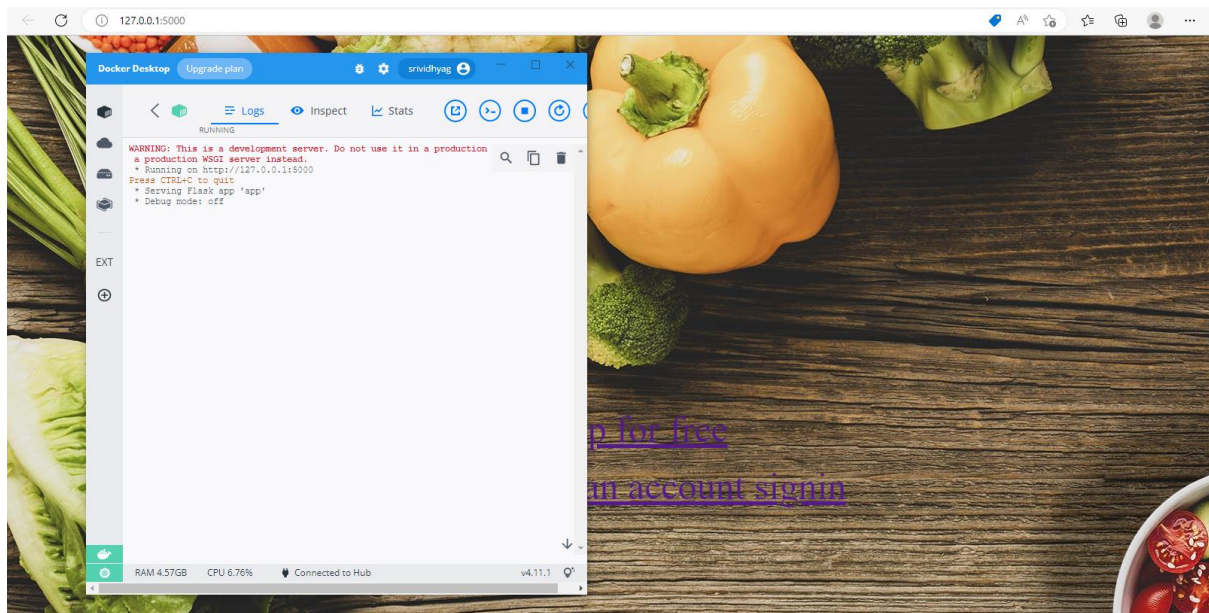 127.0.0.1:5000
Docker Desktop Upgrade plan srividhyag
Logs Inspect Stats
RUNNING
WARNING: This is a development server. Do not use it in a production
a production WSGI server instead.
* Running on http://127.0.0.1:5000
Press CTRL+C to quit
* Serving Flask app 'app'
* Debug mode: off
EXT
p for free
an account signin
RAM 4.57GB CPU 6.76% Connected to Hub v4.11.1